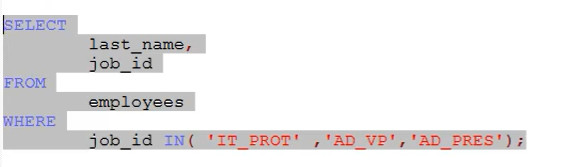 SELECT
last_name,
job_id
FROM
employees
WHERE
job_id IN( 'IT_PROT' ,'AD_VP','AD_PRES');